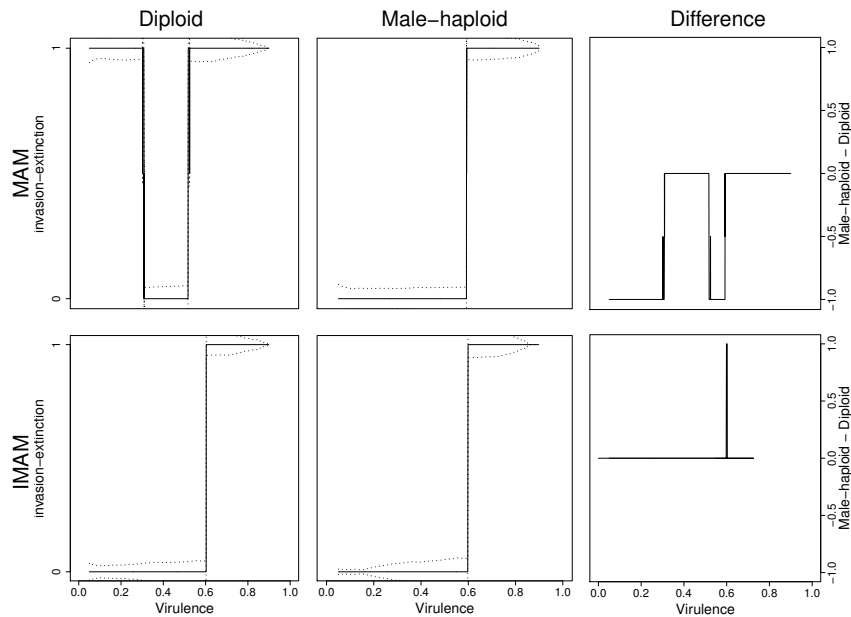 Diploid
Male−haploid
Difference
MAM
invasion−extinction
1
0
1.0
0.5
0.0
−0.5
−1.0
Male−haploid − Diploid
IMAM
invasion−extinction
1
0
1.0
0.5
0.0
−0.5
−1.0
Male−haploid − Diploid
0.0 0.2 0.4 0.6 0.8 1.0
0.0 0.2 0.4 0.6 0.8 1.0
0.0 0.2 0.4 0.6 0.8 1.0
Virulence
Virulence
Virulence